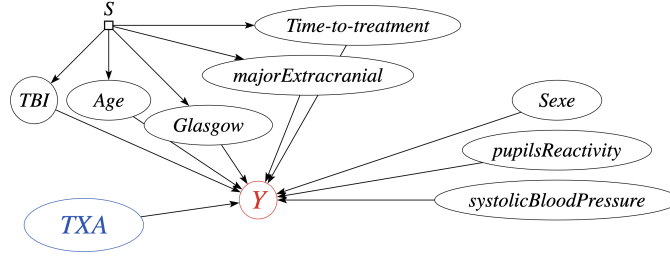 S
Time-to-treatment
majorExtracranial
TBI
Age
Sexe
Glasgow
pupilsReactivity
Y
systolicBloodPressure
TXA